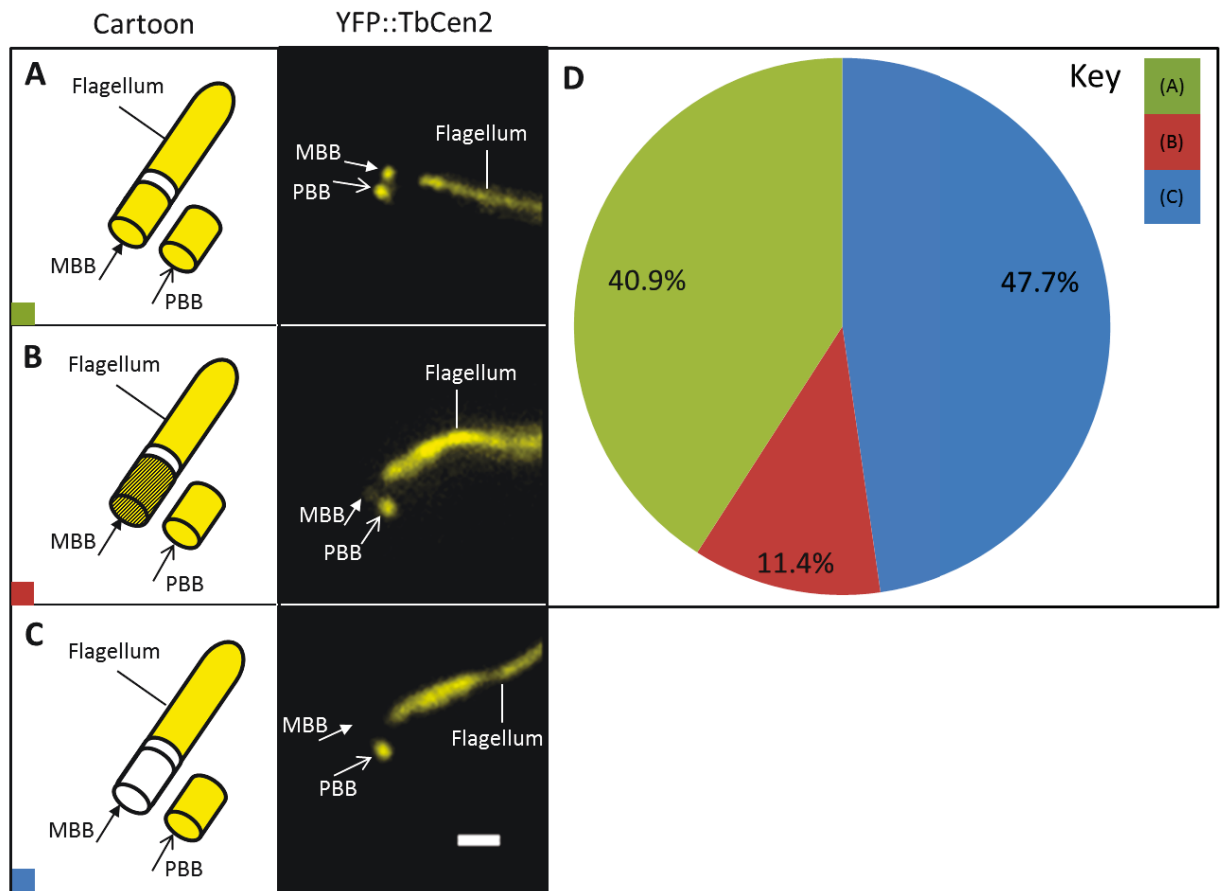 Cartoon
YFP::TbCen2
A
Flagellum
MBB
PBB
MBB
PBB
Flagellum
B
Flagellum
MBB
PBB
Flagellum
MBB
PBB
C
Flagellum
MBB
PBB
MBB
PBB
Flagellum
D
Key
(A)
(B)
(C)
40.9%
47.7%
11.4%